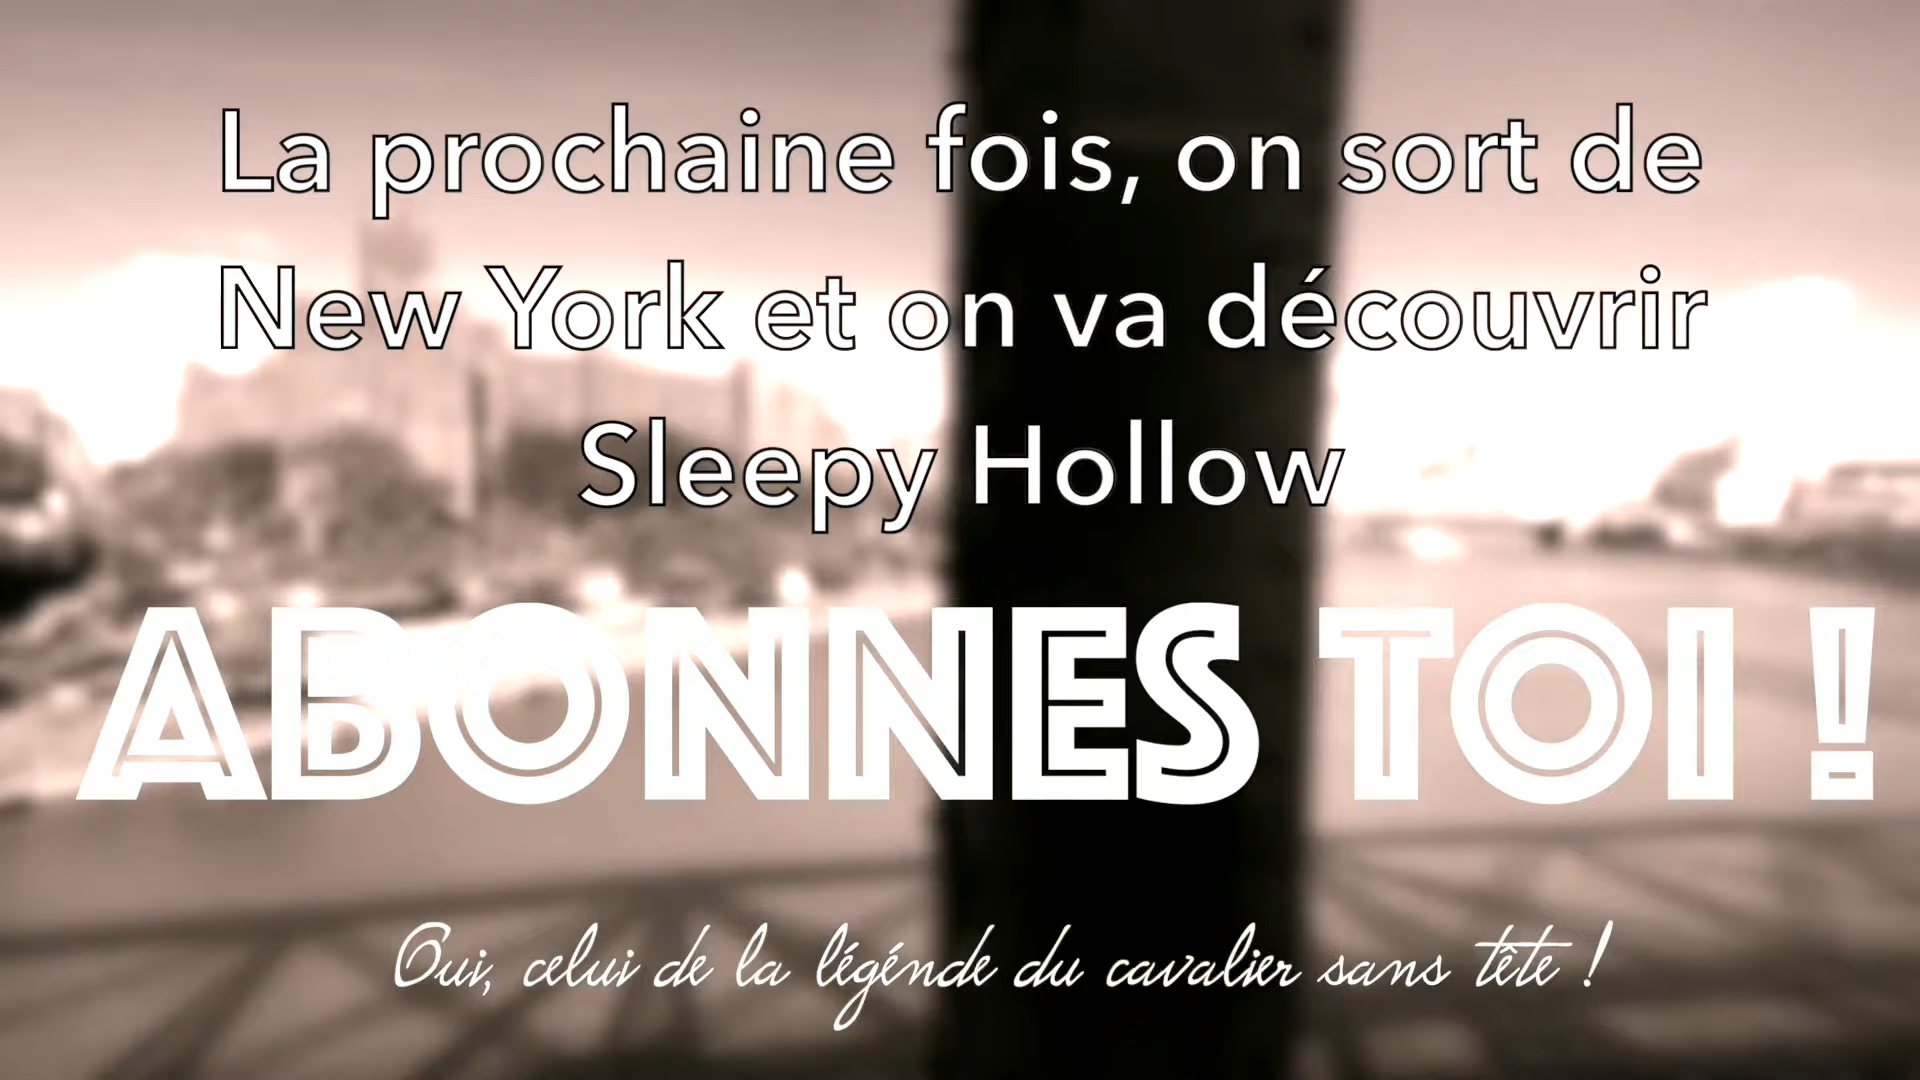 La prochaine fois, on sort de
New York et on va découvrir
Sleepy Hollow
ABONNES TOI !
Oui, celui de la légénde du cavalier sans tête !